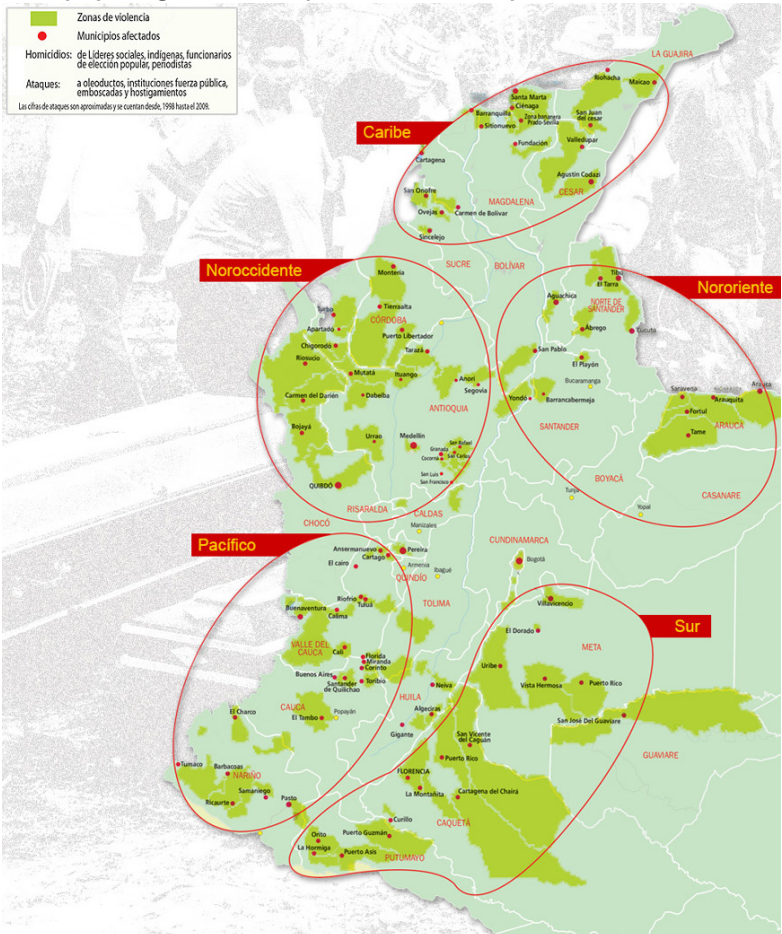 Zonas de violencia
Municipios afectados
Homicidios: de Líderes sociales, indígenas, funcionarios
de elección popular, periodistas
Ataques: a oleoductos, instituciones fuerza pública,
emboscadas y hostigamientos
Las cifras de ataques son aproximadas y se cuentan desde, 1998 hasta el 2009.
LA GUAJIRA
Riohacha
Maicao
Santa Marta
Ciénaga
Barranquilla
Zona bananera
Prado-Sevilla
San Juan
del cesar
Sitionuevo
Caribe
Fundación
Valledupar
Cartagena
Agustín Codazi
San Onofre
CESAR
MAGDALENA
Ovejas
Carmen de Bolívar
Sincelejo
SUCRE
BOLÍVAR
Noroccidente
Montería
Tibú
El Tarra
Nororiente
Aguachica
NORTE DE
SANTANDER
Tierraalta
Turbo
CÓRDOBA
Apartadó
Puerto Libertador
Ábrego
Cúcuta
Chigorodó
Tarazá
San Pablo
Riosucio
El Playón
Mutatá
Ituango
Anorí
Segovia
Bucaramanga
Saravena
Arauca
Carmen del Darién
Dabeiba
Yondó
Barrancabermeja
Arauquita
ANTIOQUIA
Fortul
ARAUCA
Bojayá
Urrao
Medellín
SANTANDER
Tame
Granada
San Rafael
Cocorná
San Carlos
San Luis
San Francisco
BOYACÁ
QUIBDÓ
Tunja
CASANARE
RISARALDA
CALDAS
Yopal
CHOCÓ
Manizales
Pacífico
CUNDINAMARCA
Ansermanuevo
Cartago
Pereira
El cairo
Armenia
Bogotá
QUINDÍO
Ibagué
Riofrío
TOLIMA
Tuluá
Villavicencio
Buenaventura
Calima
El Dorado
Sur
VALLE DEL
CAUCA
META
Cali
Florida
Miranda
Uribe
Corinto
Buenos Aires
Toribío
Vista Hermosa
Puerto Rico
Santander
de Quilichao
Neiva
HUILA
CAUCA
Popayán
Algeciras
El Charco
El Tambo
San José Del Guaviare
Gigante
San Vicente
del Caguán
GUAVIARE
Puerto Rico
Tumaco
Barbacoas
FLORENCIA
NARIÑO
La Montañita
Samaniego
Cartagena del Chairá
Ricaurte
Pasto
Curillo
CAQUETÁ
Puerto Guzmán
Orito
La Hormiga
Puerto Asís
PUTUMAYO